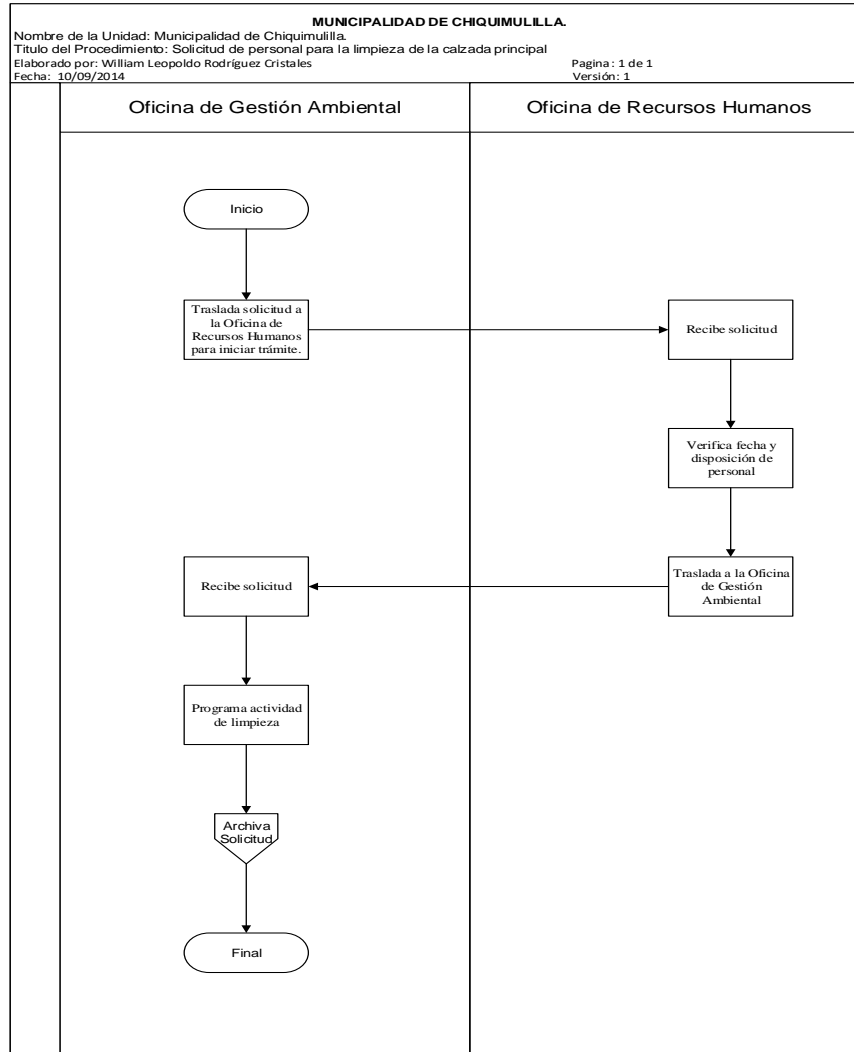 MUNICIPALIDAD DE CHIQUIMULILLA.
Nombre de la Unidad: Municipalidad de Chiquimulilla.
Titulo del Procedimiento: Solicitud de personal para la limpieza de la calzada principal
Elaborado por: William Leopoldo Rodríguez Cristales
Pagina: 1 de 1
Fecha: 10/09/2014
Versión: 1
Oficina de Gestión Ambiental
Oficina de Recursos Humanos
Inicio
Traslada solicitud a
la Oficina de
Recursos Humanos
para iniciar trámite.
Recibe solicitud
Verifica fecha y
disposición de
personal
Traslada a la Oficina
de Gestión
Ambiental
Recibe solicitud
Programa actividad
de limpieza
Archiva
Solicitud
Final